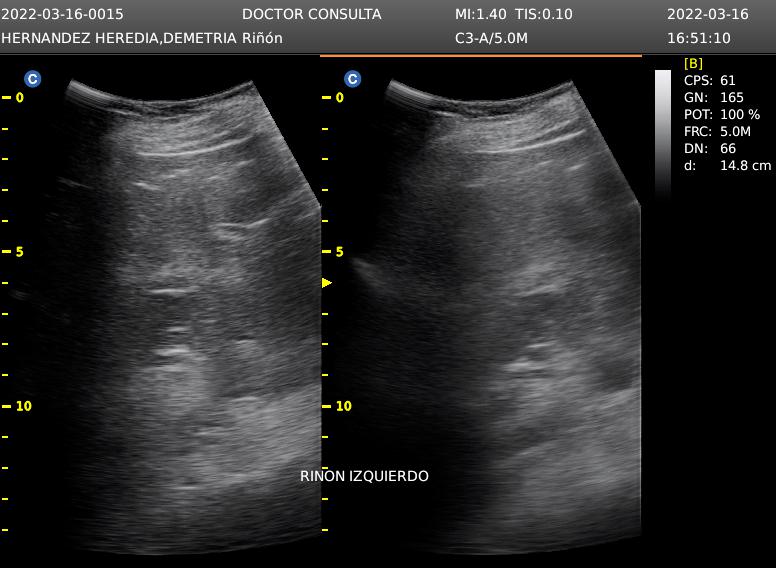 2022-03-16-0015 DOCTOR CONSULTA MI:1.40 TIS:0.10 2022-03-16
HERNANDEZ HEREDIA,DEMETRIA Riñón C3-A/5.0M 16:51:10
C C [B]
0 0 CPS: 61
GN: 165
POT: 100 %
FRC: 5.0M
DN: 66
d: 14.8 cm
5 5
10 10
RINON IZQUIERDO